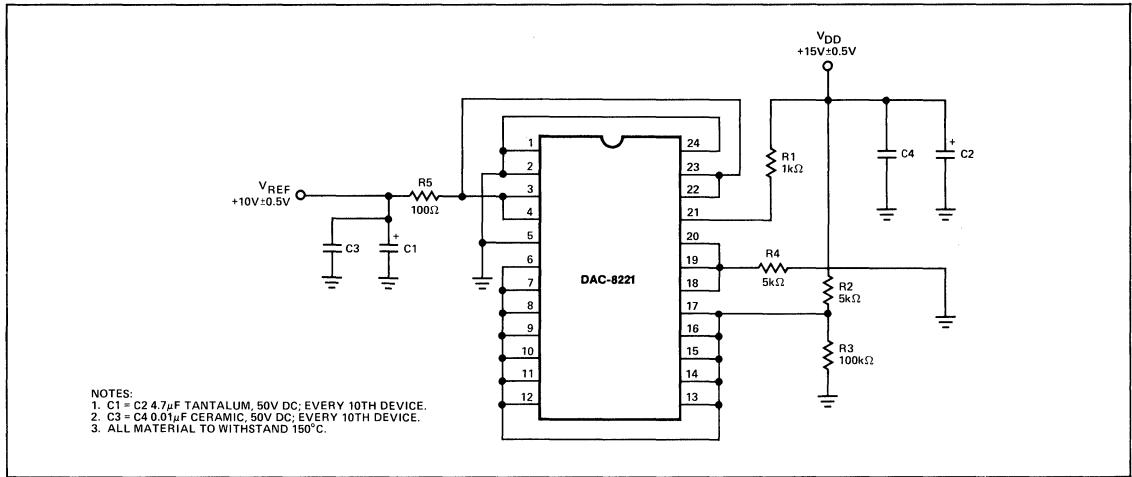 V_DD
+15V±0.5V
V_REF
+10V±0.5V
R5
100Ω
C3
C1
+
1
2
3
4
5
6
7
8
9
10
11
12
DAC-8221
24
23
22
21
20
19
18
17
16
15
14
13
R1
1kΩ
C4
+
C2
R4
5kΩ
R2
5kΩ
R3
100kΩ
NOTES:
1. C1 = C2 4.7μF TANTALUM, 50V DC; EVERY 10TH DEVICE.
2. C3 = C4 0.01μF CERAMIC, 50V DC; EVERY 10TH DEVICE.
3. ALL MATERIAL TO WITHSTAND 150°C.